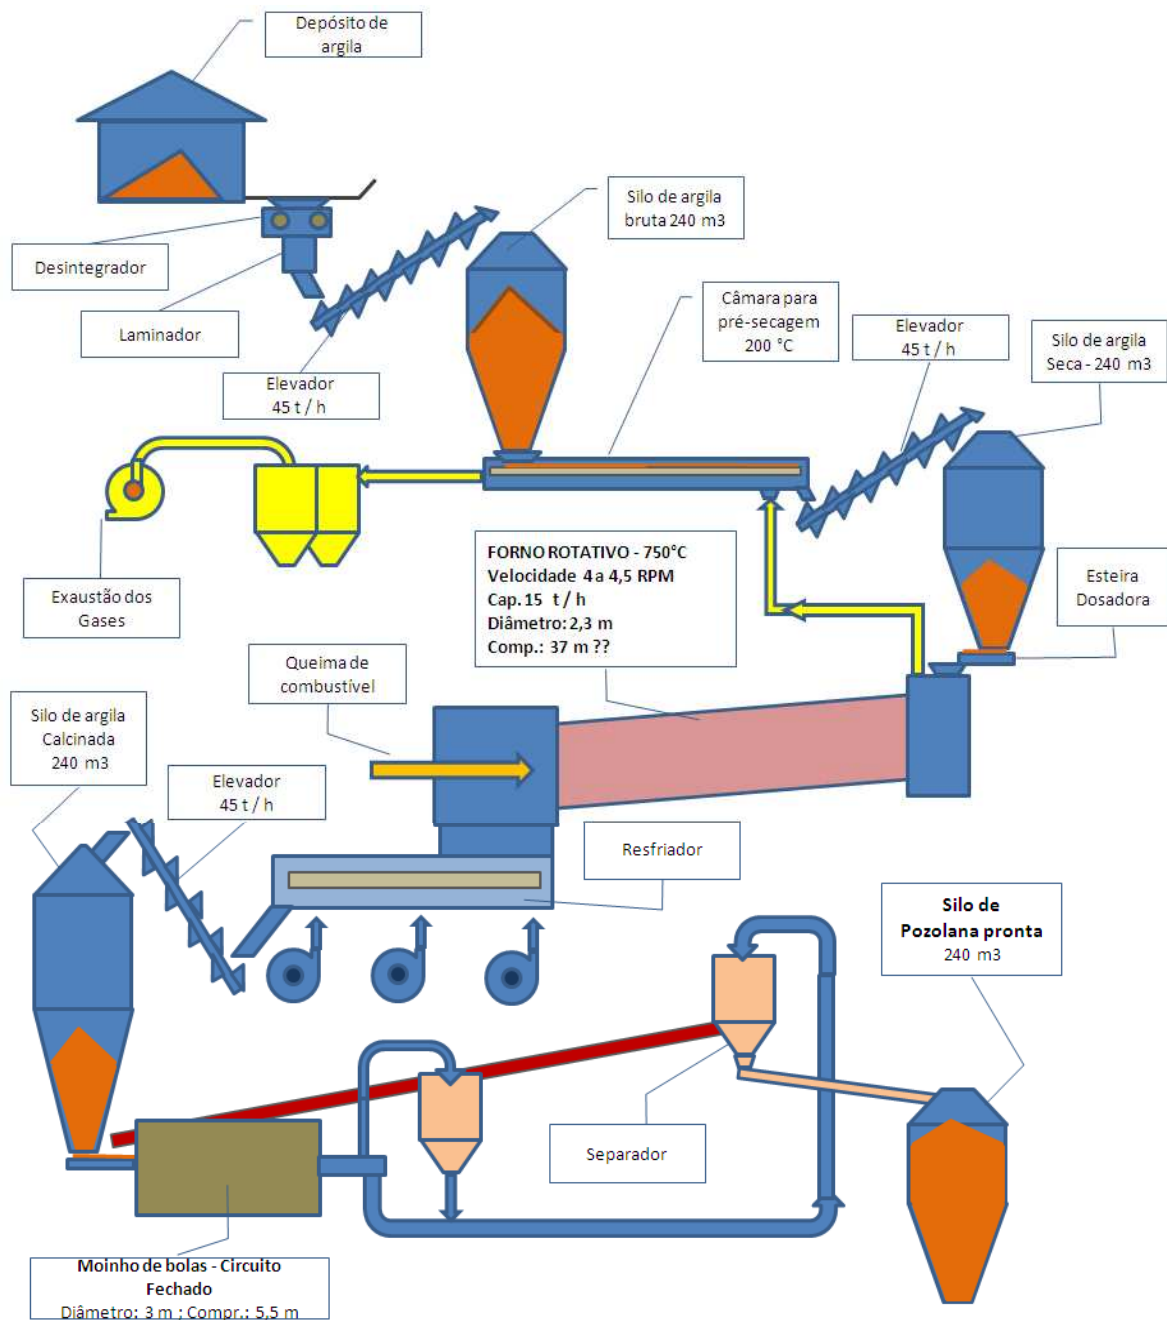 Depósito de
argila
Silo de argila
bruta 240 m3
Desintegrador
Laminador
Câmara para
pré-secagem
200 °C
Elevador
45 t / h
Silo de argila
Seca - 240 m3
Elevador
45 t / h
FORNO ROTATIVO - 750°C
Velocidade 4 a 4,5 RPM
Cap. 15 t / h
Diâmetro: 2,3 m
Comp.: 37 m ??
Exaustão dos
Gases
Esteira
Dosadora
Queima de
combustível
Silo de argila
Calcinada
240 m3
Elevador
45 t / h
Resfriador
Silo de
Pozolana pronta
240 m3
Separador
Moinho de bolas - Circuito
Fechado
Diâmetro: 3 m ; Compr.: 5,5 m